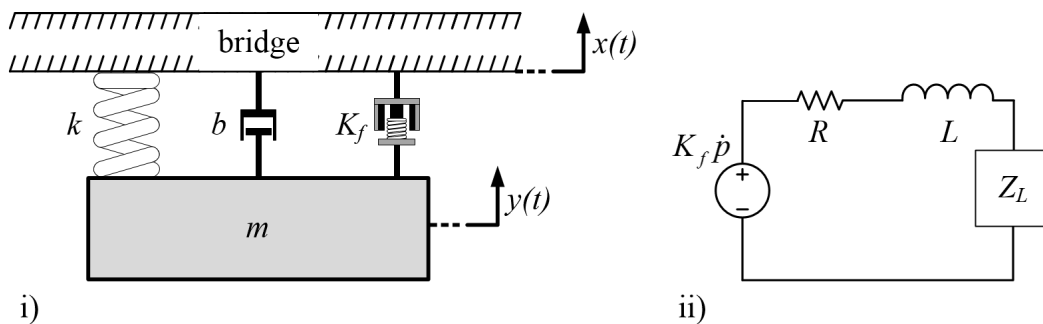 bridge
x(t)
k
b
K_f
y(t)
m
i)
K_f ṗ
+
−
R
L
Z_L
ii)